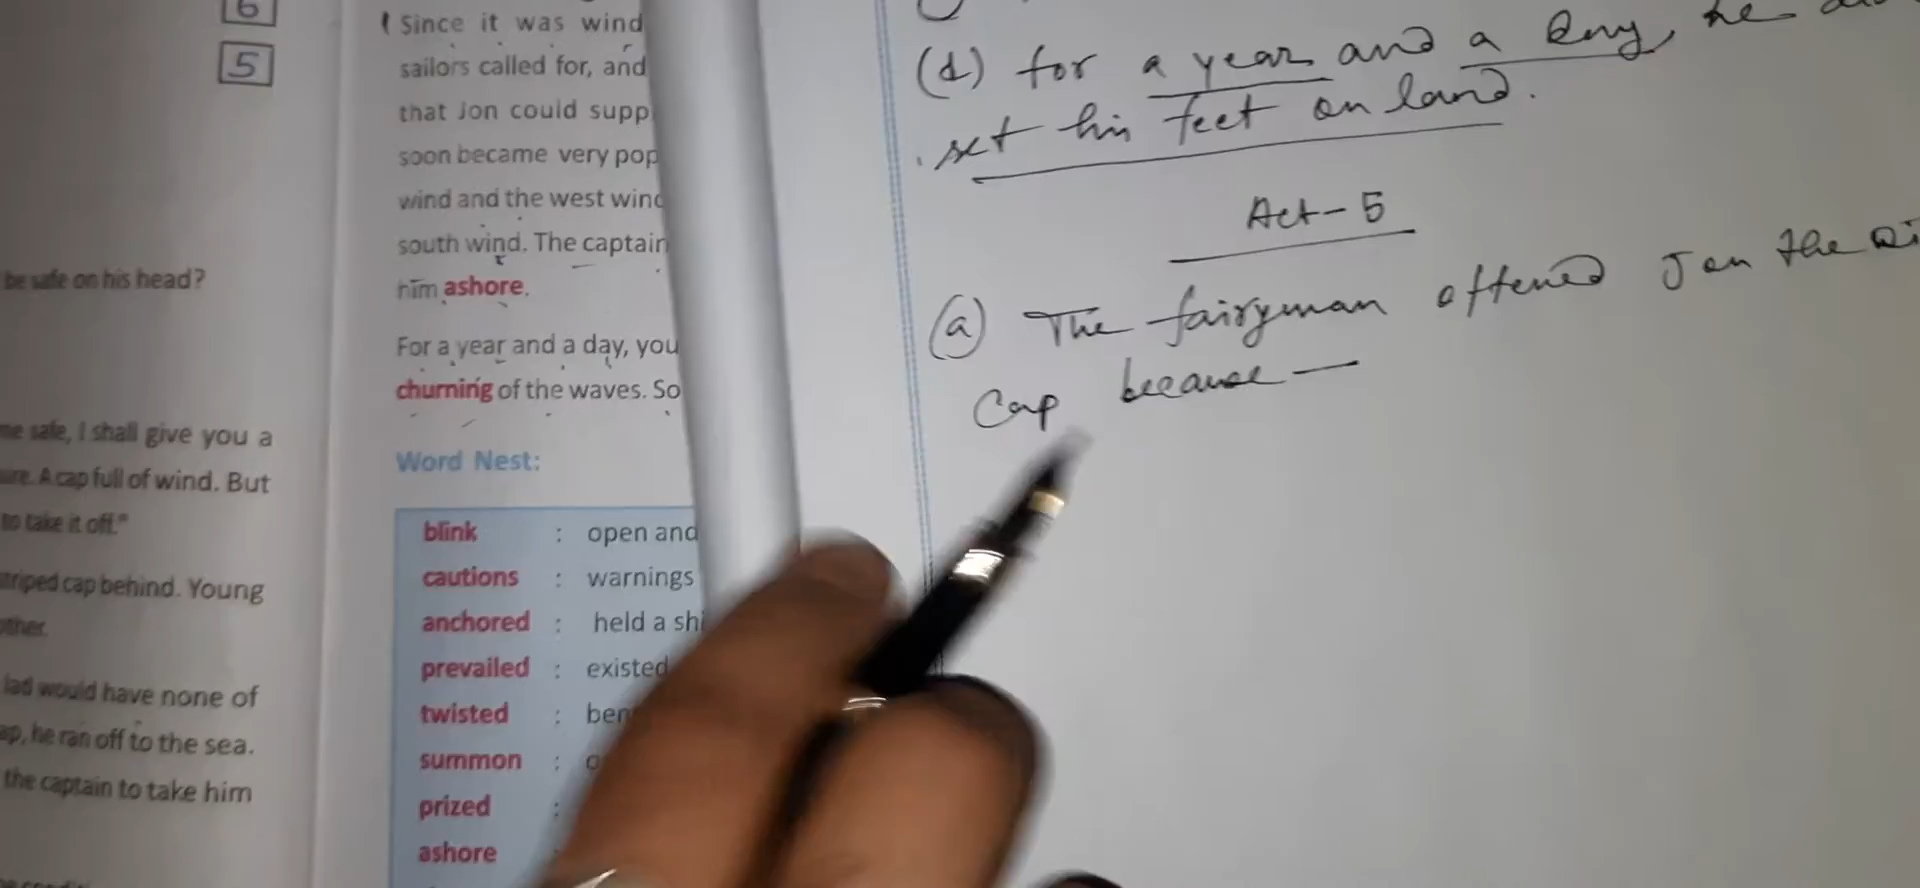 6
5
be safe on his head?
me safe, I shall give you a
A cap full of wind. But
to take it off."
striped cap behind. Young
other.
lad would have none of
he ran off to the sea.
the captain to take him
Since it was wind
sailors called for, and
that Jon could supp
soon became very pop
wind and the west wind
south wind. The captain
him ashore.
For a year and a day, you
churning of the waves. So
Word Nest:
blink : open and
cautions : warnings
anchored : held a shi
prevailed : existed
twisted : ben
summon : o
prized :
ashore
(d) for a year and a day, he
set his feet on land.
Act-5
(a) The fairyman offered Jon the
Cap because —